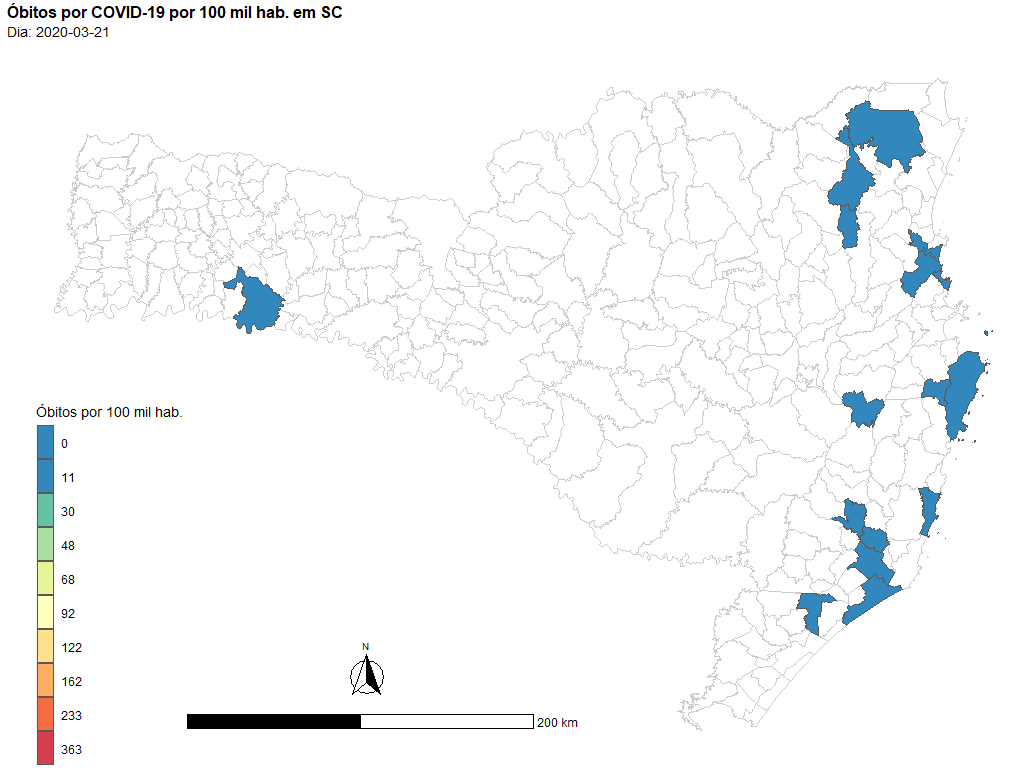 Óbitos por COVID-19 por 100 mil hab. em SC
Dia: 2020-03-21
Óbitos por 100 mil hab.
0
11
30
48
68
92
122
162
233
363
N
200 km